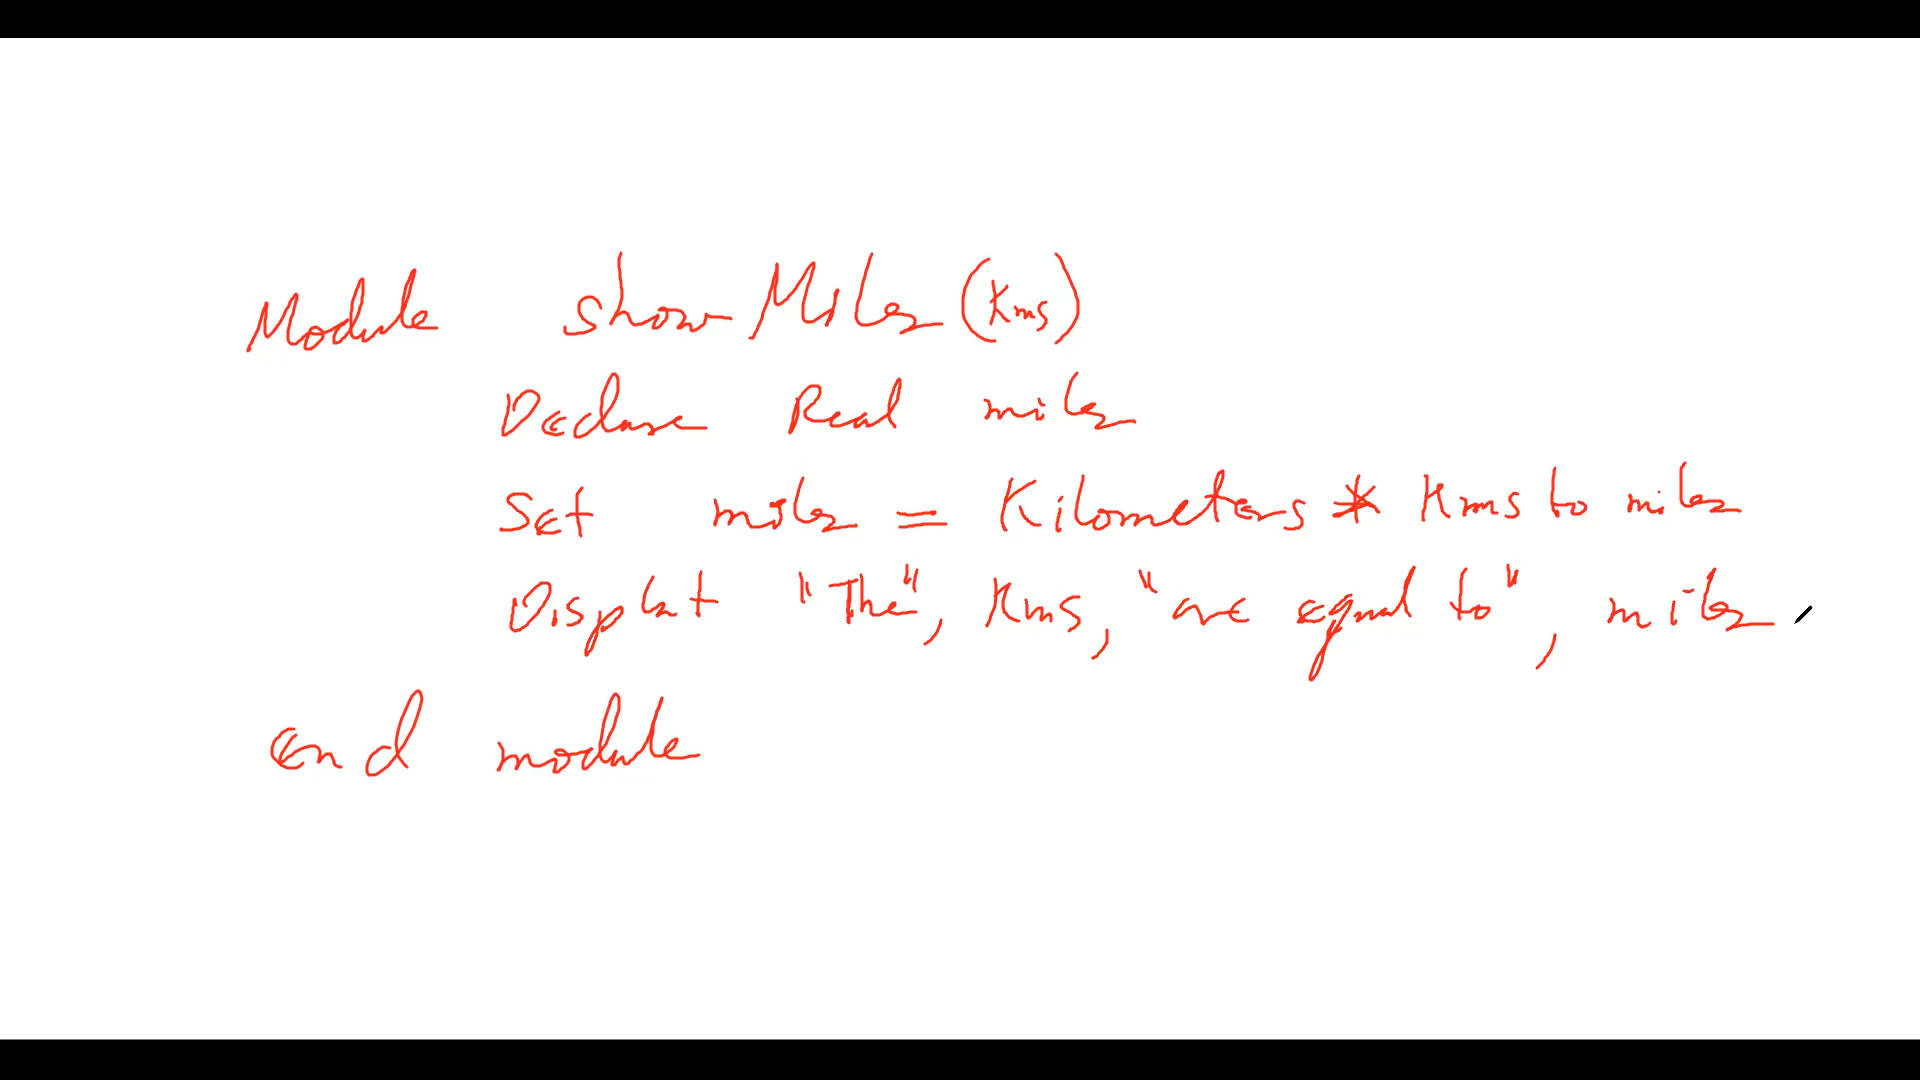 Module showMiles(Kms)
Declare Real miles
Set miles = Kilometers * Kms to miles
Displat "The", Kms, "are equal to", miles
end module